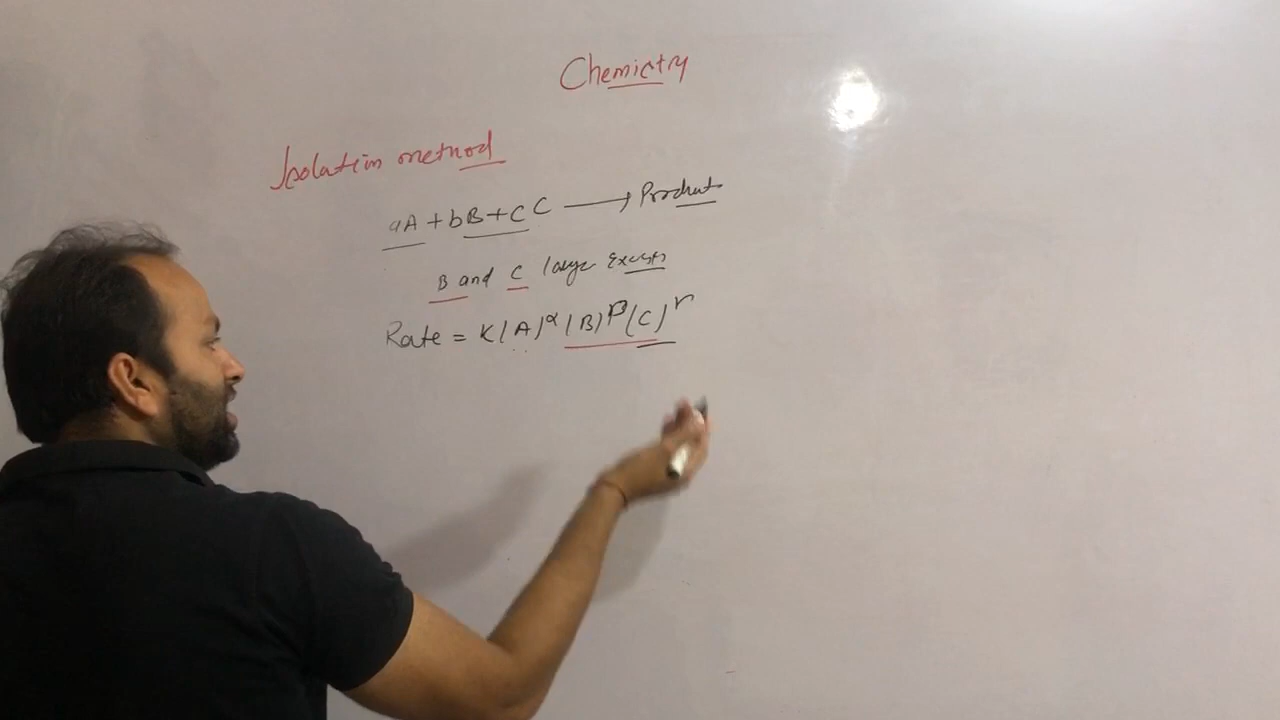 Chemistry
Isolation method
aA + bB + cC ⟶ Product
B and C large Excess
Rate = K(A)^α (B)^β (C)^γ